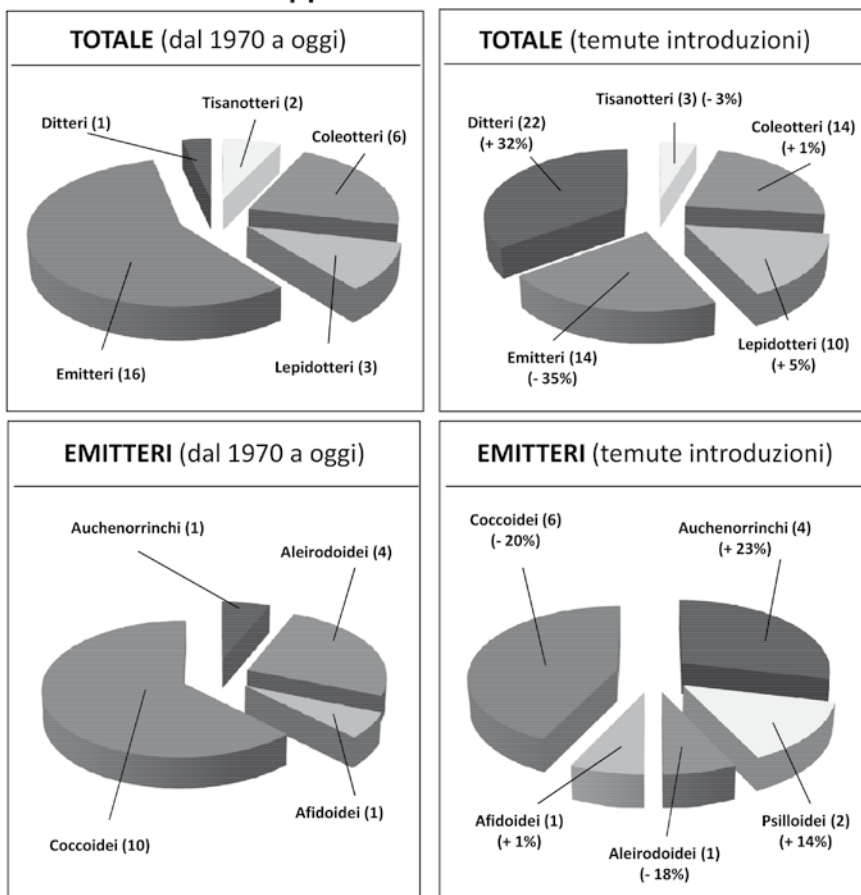 TOTALE (dal 1970 a oggi)
Ditteri (1)
Tisanotteri (2)
Coleotteri (6)
Emitteri (16)
Lepidotteri (3)
TOTALE (temute introduzioni)
Tisanotteri (3) (- 3%)
Ditteri (22)
(+ 32%)
Coleotteri (14)
(+ 1%)
Emitteri (14)
(- 35%)
Lepidotteri (10)
(+ 5%)
EMITTERI (dal 1970 a oggi)
Auchenorrinchi (1)
Aleirodoidei (4)
Afidoidei (1)
Coccoidei (10)
EMITTERI (temute introduzioni)
Coccoidei (6)
(- 20%)
Auchenorrinchi (4)
(+ 23%)
Afidoidei (1)
(+ 1%)
Aleirodoidei (1)
(- 18%)
Psilloidei (2)
(+ 14%)